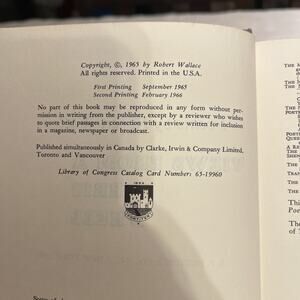 Copyright, ©, 1965 by Robert Wallace
All rights reserved. Printed in the U.S.A.
First Printing September 1965
Second Printing February 1966
No part of this book may be reproduced in any form without per-
mission in writing from the publisher, except by a reviewer who wishes
to quote brief passages in connection with a review written for inclusion
in a magazine, newspaper or broadcast.
Published simultaneously in Canada by Clarke, Irwin & Company Limited,
Toronto and Vancouver
Library of Congress Catalog Card Number: 65-19960